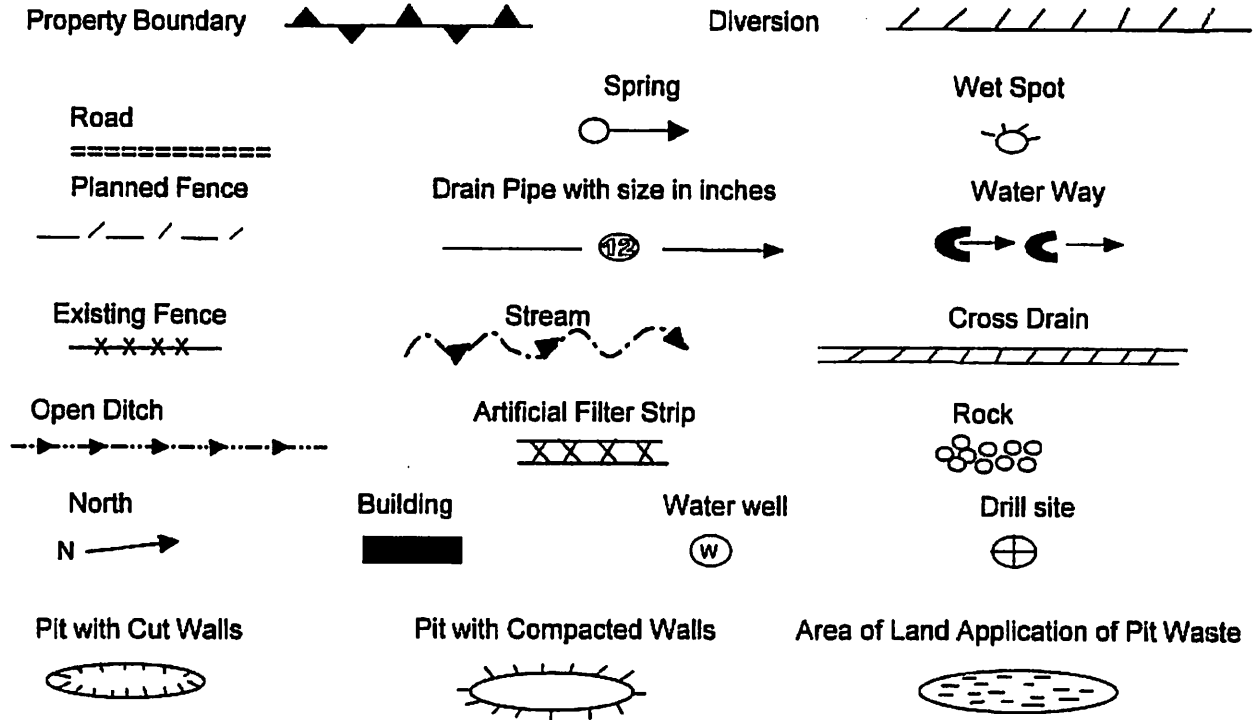 Property Boundary
Diversion
Spring
Wet Spot
Road
Planned Fence
Drain Pipe with size in inches
Water Way
12
Existing Fence
Stream
Cross Drain
Open Ditch
Artificial Filter Strip
Rock
North
Building
Water well
Drill site
N
W
Pit with Cut Walls
Pit with Compacted Walls
Area of Land Application of Pit Waste